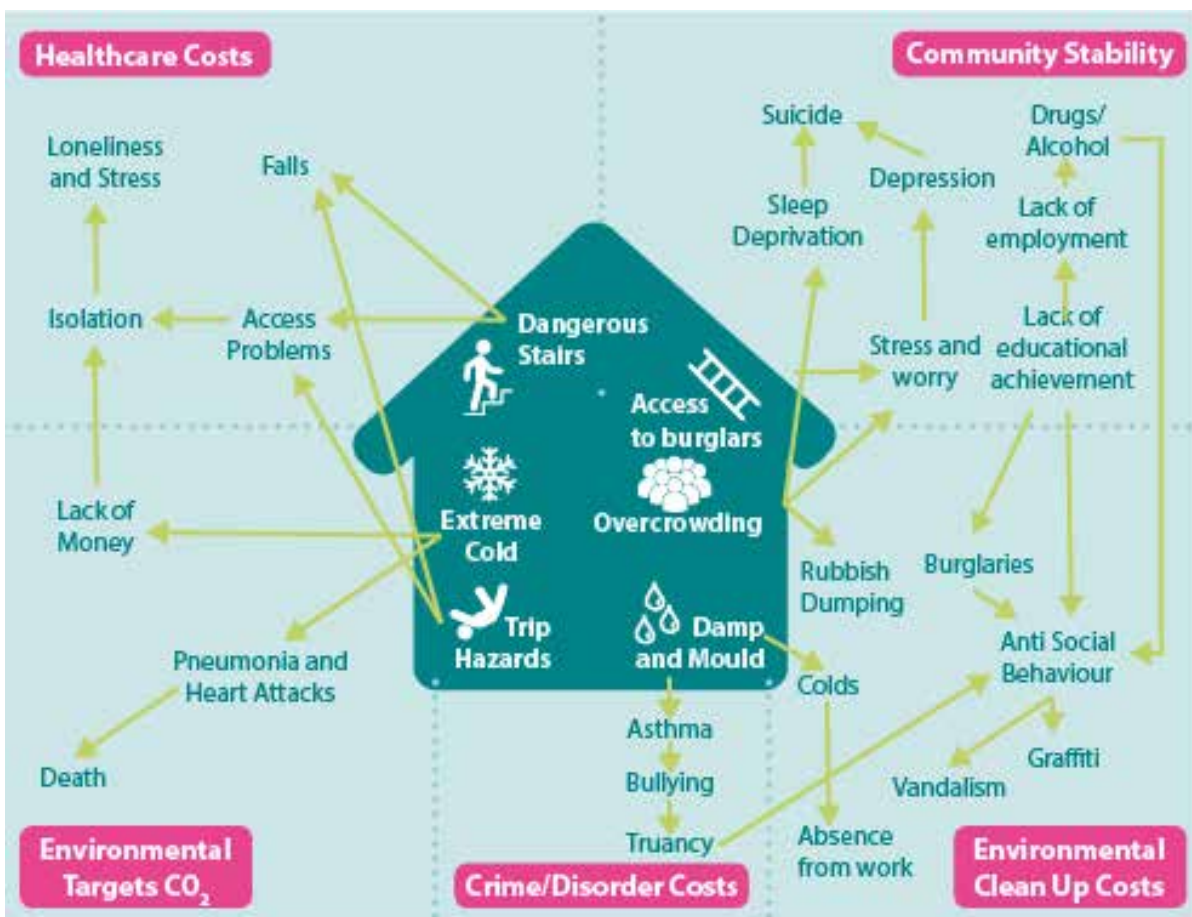 Healthcare Costs
Community Stability
Loneliness
and Stress
Falls
Isolation
Access
Problems
Suicide
Drugs/
Alcohol
Depression
Sleep
Deprivation
Lack of
employment
Stress and
worry
Lack of
educational
achievement
Dangerous
Stairs
Access
to burglars
Extreme
Cold
Overcrowding
Trip
Hazards
Damp
and Mould
Lack of
Money
Pneumonia and
Heart Attacks
Death
Rubbish
Dumping
Burglaries
Anti Social
Behaviour
Colds
Asthma
Bullying
Truancy
Graffiti
Vandalism
Absence
from work
Environmental
Targets CO₂
Crime/Disorder Costs
Environmental
Clean Up Costs